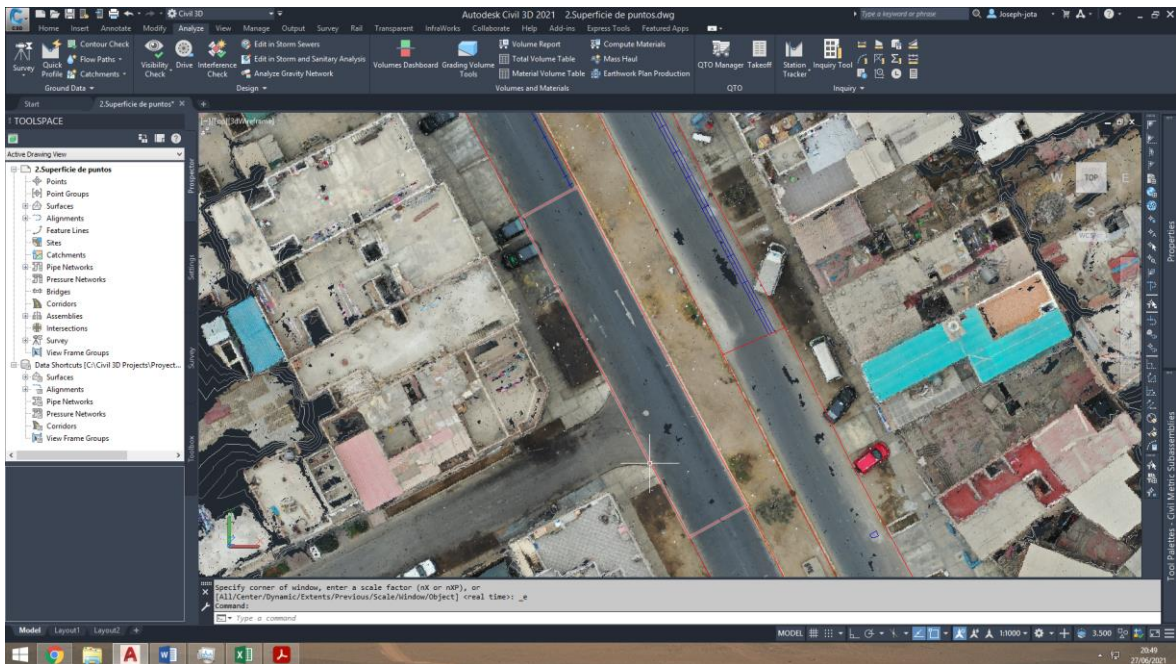 Civil 3D
Autodesk Civil 3D 2021 2.Superficie de puntos.dwg
Type a keyword or phrase
Joseph-jota
Home Insert Annotate Modify Analyze View Manage Output Survey Rail Transparent InfraWorks Collaborate Help Add-ins Express Tools Featured Apps
Survey
Quick Profile
Contour Check
Flow Paths
Catchments
Ground Data
Visibility Check
Drive
Interference Check
Edit in Storm Sewers
Edit in Storm and Sanitary Analysis
Analyze Gravity Network
Design
Volumes Dashboard
Grading Volume Tools
Volume Report
Total Volume Table
Material Volume Table
Compute Materials
Mass Haul
Earthwork Plan Production
Volumes and Materials
QTO Manager
Takeoff
QTO
Station Tracker
Inquiry Tool
Inquiry
Start
2.Superficie de puntos*
TOOLSPACE
Active Drawing View
2.Superficie de puntos
Points
Point Groups
Surfaces
Alignments
Feature Lines
Sites
Catchments
Pipe Networks
Pressure Networks
Bridges
Corridors
Assemblies
Intersections
Survey
View Frame Groups
Data Shortcuts [C:\Civil 3D Projects\Proyect...
Surfaces
Alignments
Pipe Networks
Pressure Networks
Corridors
View Frame Groups
Prospector
Settings
Survey
Toolbox
W
TOP
E
S
WCS
Properties
Tool Palettes - Civil Metric Subassemblies
Specify corner of window, enter a scale factor (nX or nXP), or
[All/Center/Dynamic/Extents/Previous/Scale/Window/Object] <real time>: _e
Command:
Type a command
Model Layout1 Layout2 +
MODEL
1:1000
3.500
20:49
27/06/2021